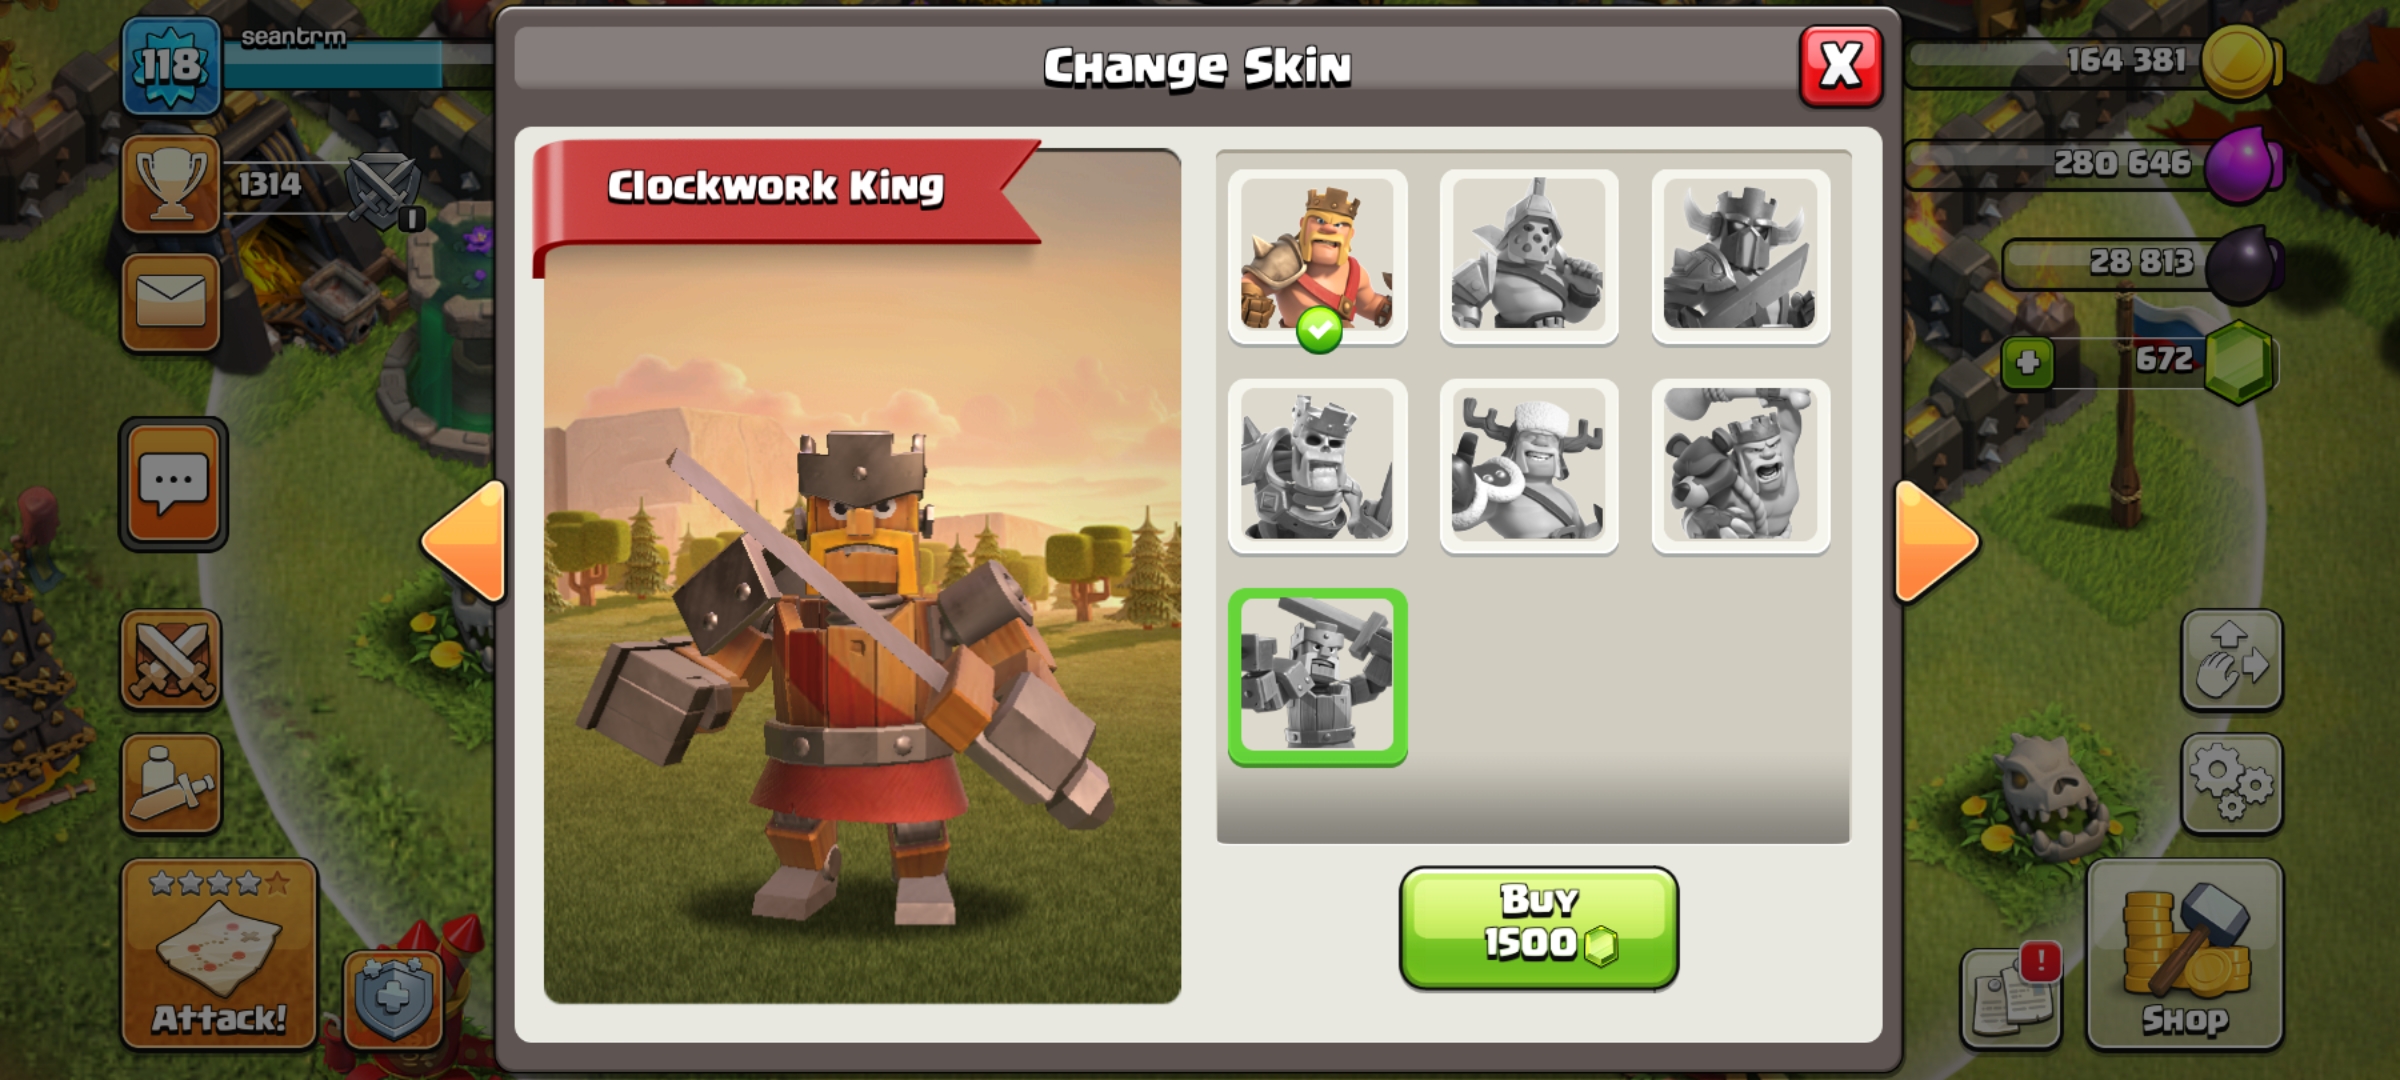 118
seantrm
1314
I
Change Skin
X
Clockwork King
164 381
280 646
28 813
672
Buy
1500
Attack!
!
Shop